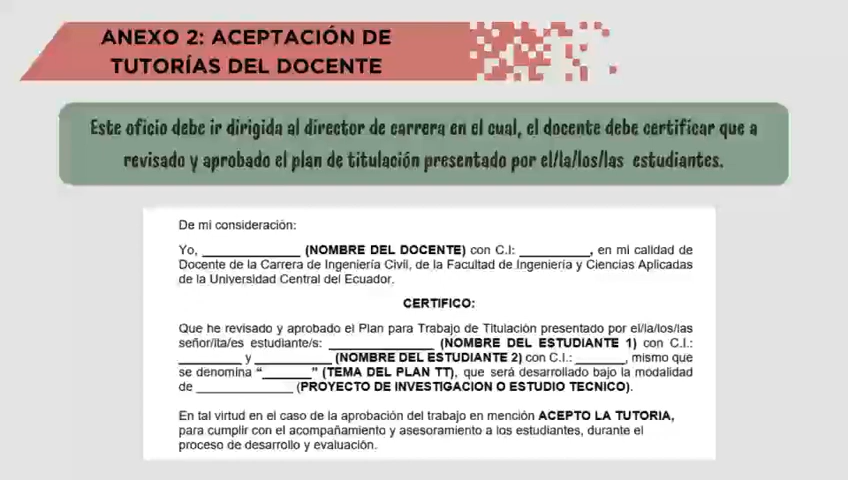 ANEXO 2: ACEPTACIÓN DE
TUTORÍAS DEL DOCENTE
Este oficio debe ir dirigida al director de carrera en el cual, el docente debe certificar que a
revisado y aprobado el plan de titulación presentado por el/la/los/las estudiantes.
De mi consideración:
Yo, ______________ (NOMBRE DEL DOCENTE) con C.I: __________, en mi calidad de
Docente de la Carrera de Ingeniería Civil, de la Facultad de Ingeniería y Ciencias Aplicadas
de la Universidad Central del Ecuador.
CERTIFICO:
Que he revisado y aprobado el Plan para Trabajo de Titulación presentado por el/la/los/las
señor/ita/es estudiante/s: _______________ (NOMBRE DEL ESTUDIANTE 1) con C.I.:
_________ y ___________ (NOMBRE DEL ESTUDIANTE 2) con C.I.: _______, mismo que
se denomina “_______” (TEMA DEL PLAN TT), que será desarrollado bajo la modalidad
de ______________ (PROYECTO DE INVESTIGACION O ESTUDIO TECNICO).
En tal virtud en el caso de la aprobación del trabajo en mención ACEPTO LA TUTORIA,
para cumplir con el acompañamiento y asesoramiento a los estudiantes, durante el
proceso de desarrollo y evaluación.